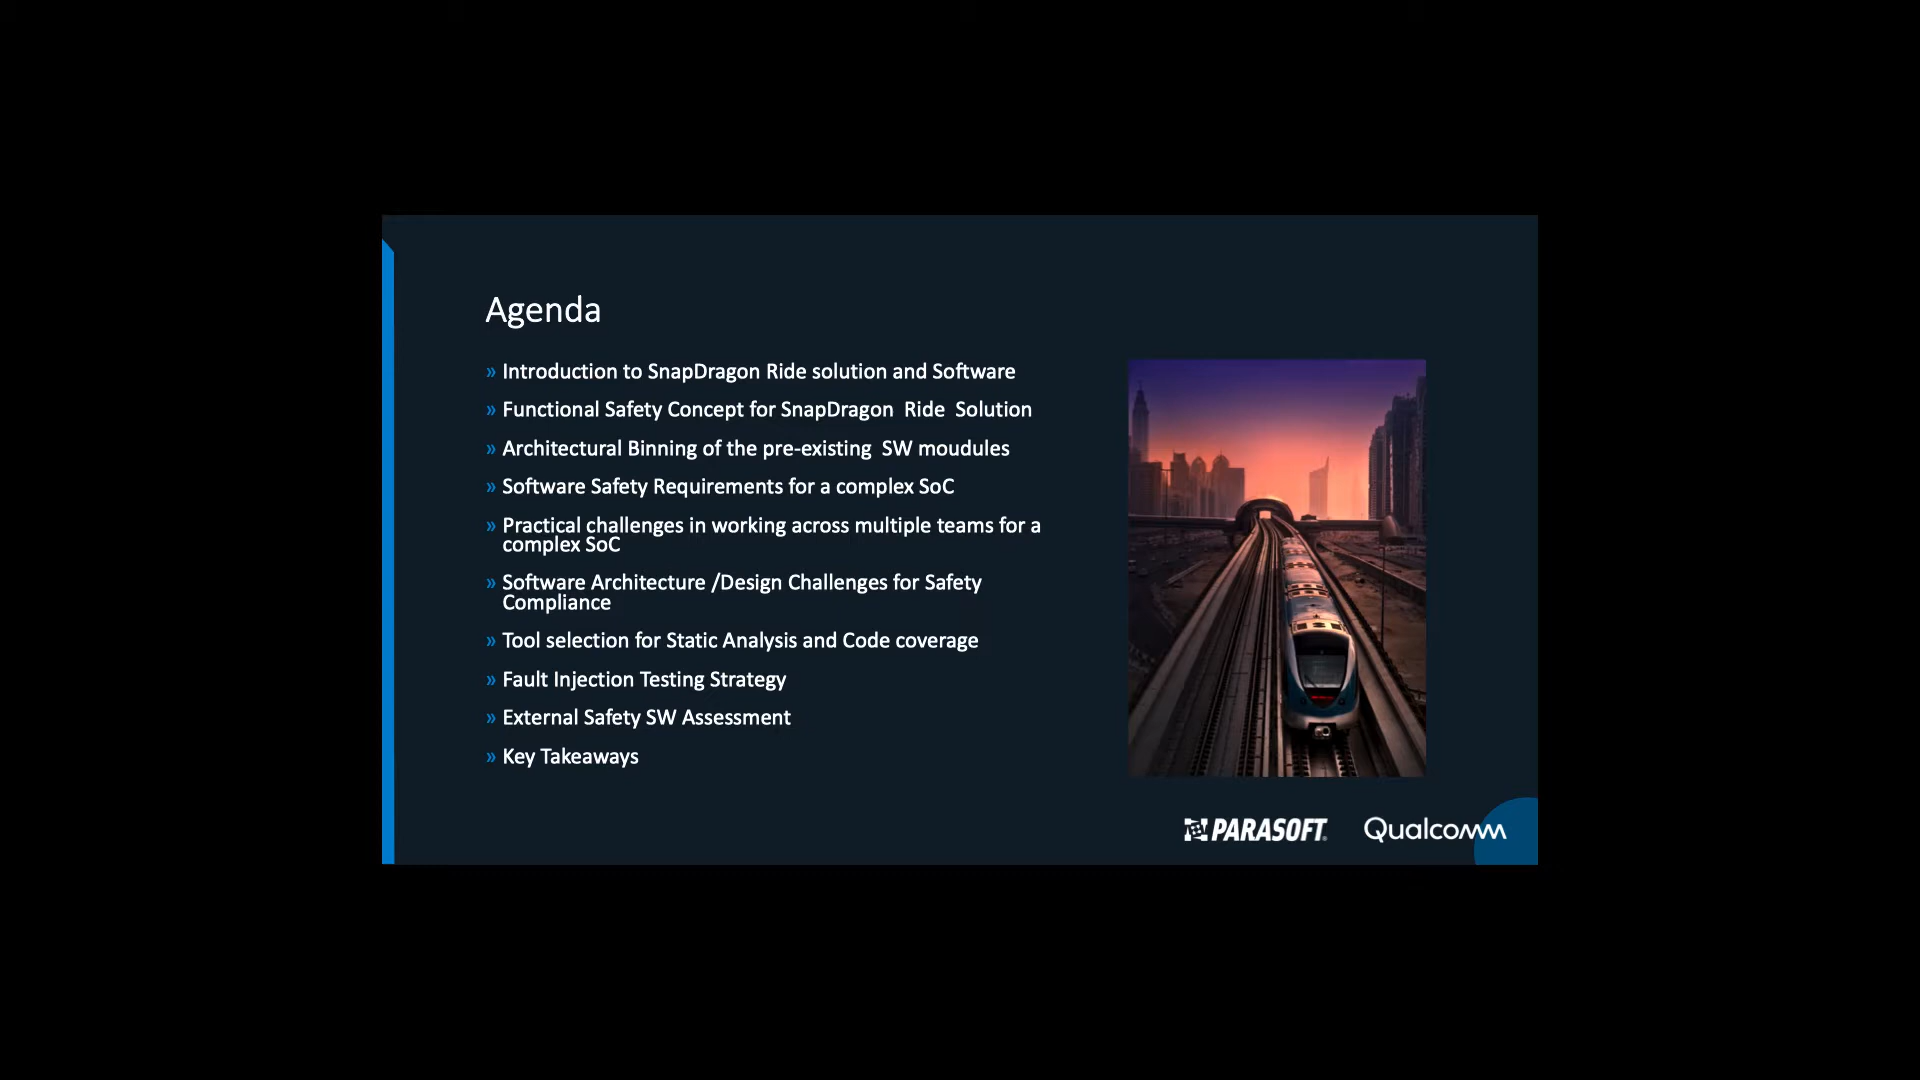 Agenda
» Introduction to SnapDragon Ride solution and Software
» Functional Safety Concept for SnapDragon  Ride  Solution
» Architectural Binning of the pre-existing  SW moudules
» Software Safety Requirements for a complex SoC
» Practical challenges in working across multiple teams for a
complex SoC
» Software Architecture /Design Challenges for Safety
Compliance
» Tool selection for Static Analysis and Code coverage
» Fault Injection Testing Strategy
» External Safety SW Assessment
» Key Takeaways
PARASOFT Qualcomm